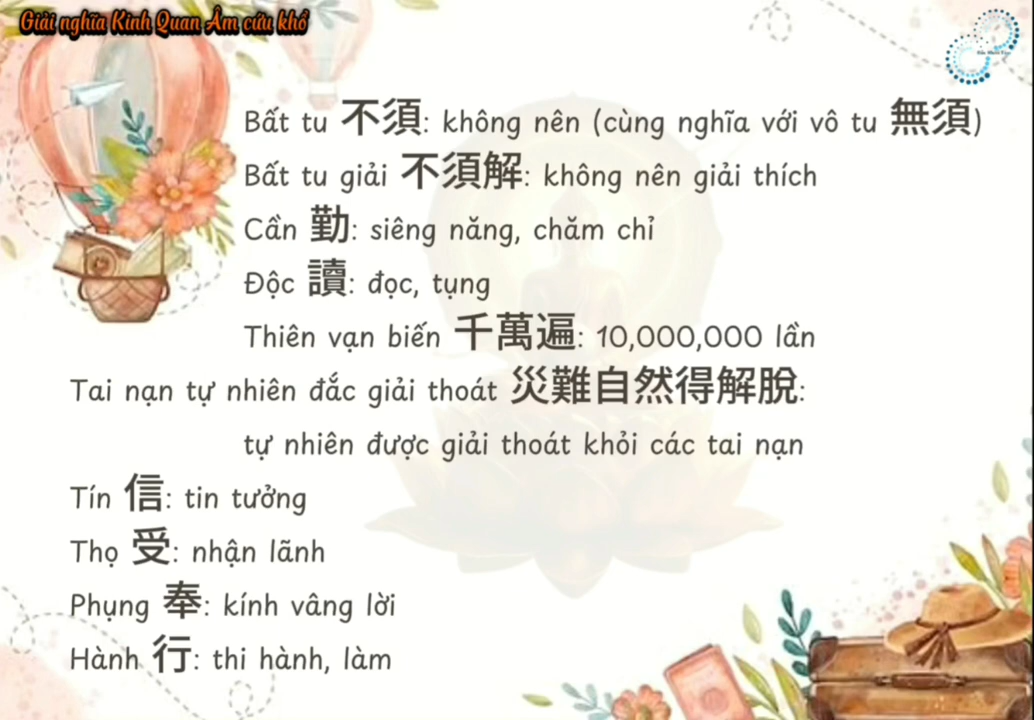 Giải nghĩa Kinh Quan Âm cứu khổ
Bất tu 不須: không nên (cùng nghĩa với vô tu 無須)
Bất tu giải 不須解: không nên giải thích
Cần 勤: siêng năng, chăm chỉ
Độc 讀: đọc, tụng
Thiên vạn biến 千萬遍: 10,000,000 lần
Tai nạn tự nhiên đắc giải thoát 災難自然得解脫:
tự nhiên được giải thoát khỏi các tai nạn
Tín 信: tin tưởng
Thọ 受: nhận lãnh
Phụng 奉: kính vâng lời
Hành 行: thi hành, làm